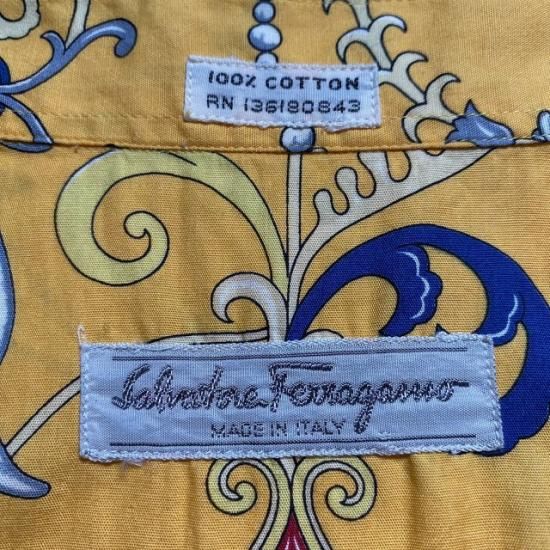 100% COTTON
RN 136180843
Salvatore Ferragamo
MADE IN ITALY